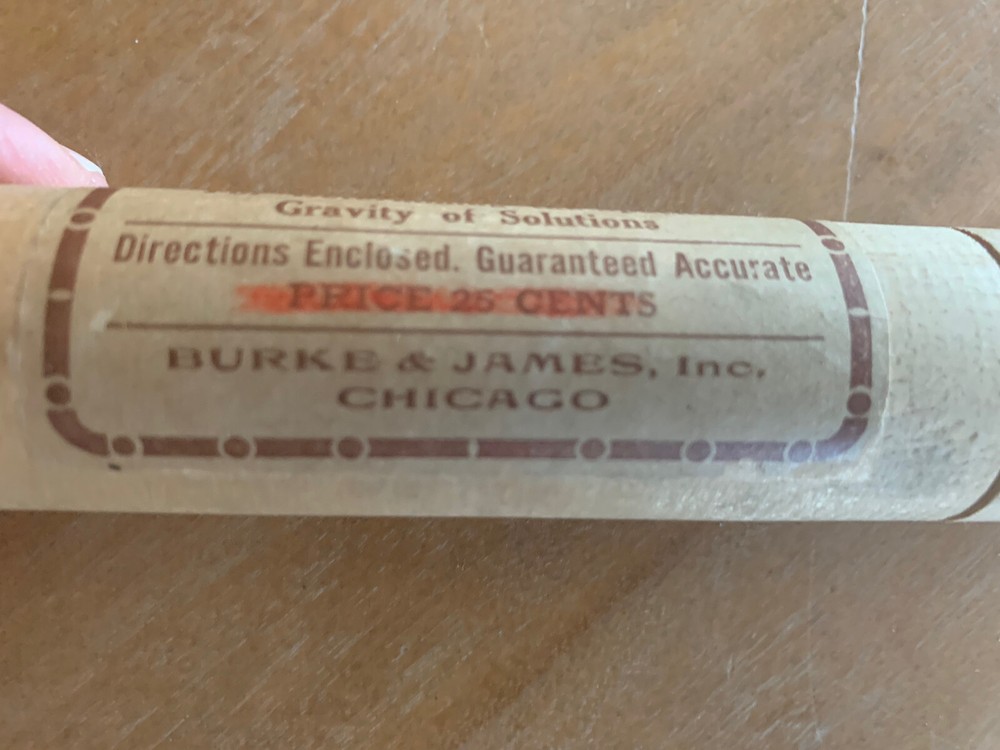 Gravity of Solutions
Directions Enclosed. Guaranteed Accurate
PRICE 25 CENTS
BURKE & JAMES, Inc.
CHICAGO